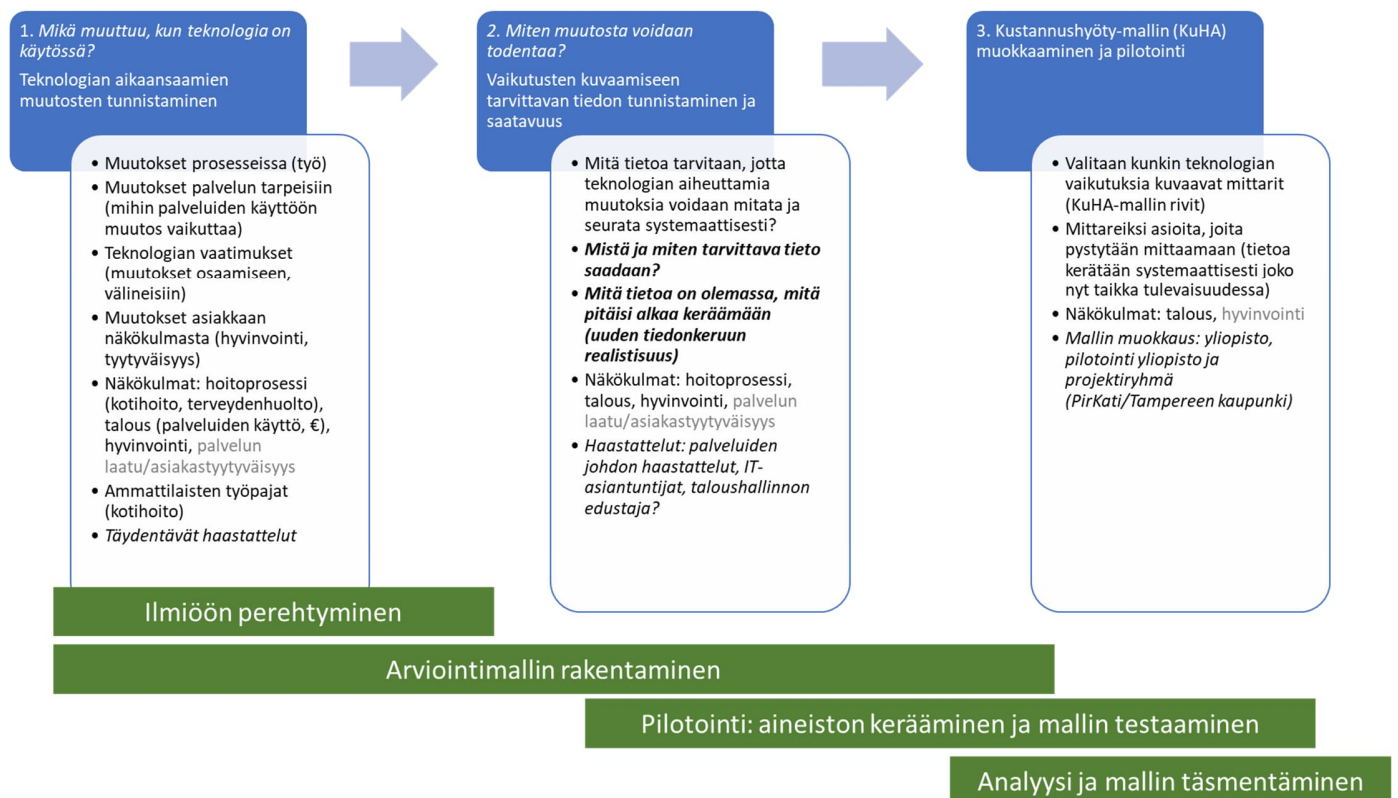 1. Mikä muuttuu, kun teknologia on
käytössä?
Teknologian aikaansaamien
muutosten tunnistaminen
• Muutokset prosesseissa (työ)
• Muutokset palvelun tarpeisiin
(mihin palveluiden käyttöön
muutos vaikuttaa)
• Teknologian vaatimukset
(muutokset osaamiseen,
välineisiin)
• Muutokset asiakkaan
näkökulmasta (hyvinvointi,
tyytyväisyys)
• Näkökulmat: hoitoprosessi
(kotihoito, terveydenhuolto),
talous (palveluiden käyttö, €),
hyvinvointi, palvelun
laatu/asiakastyytyväisyys
• Ammattilaisten työpajat
(kotihoito)
• Täydentävät haastattelut
2. Miten muutosta voidaan
todentaa?
Vaikutusten kuvaamiseen
tarvittavan tiedon tunnistaminen ja
saatavuus
• Mitä tietoa tarvitaan, jotta
teknologian aiheuttamia
muutoksia voidaan mitata ja
seurata systemaattisesti?
• Mistä ja miten tarvittava tieto
saadaan?
• Mitä tietoa on olemassa, mitä
pitäisi alkaa keräämään
(uuden tiedonkeruun
realistisuus)
• Näkökulmat: hoitoprosessi,
talous, hyvinvointi, palvelun
laatu/asiakastyytyväisyys
• Haastattelut: palveluiden
johdon haastattelut, IT-
asiantuntijat, taloushallinnon
edustaja?
3. Kustannushyöty-mallin (KuHA)
muokkaaminen ja pilotointi
• Valitaan kunkin teknologian
vaikutuksia kuvaavat mittarit
(KuHA-mallin rivit)
• Mittareiksi asioita, joita
pystytään mittaamaan (tietoa
kerätään systemaattisesti joko
nyt taikka tulevaisuudessa)
• Näkökulmat: talous, hyvinvointi
• Mallin muokkaus: yliopisto,
pilotointi yliopisto ja
projektiryhmä
(PirKati/Tampereen kaupunki)
Ilmiöön perehtyminen
Arviointimallin rakentaminen
Pilotointi: aineiston kerääminen ja mallin testaaminen
Analyysi ja mallin täsmentäminen